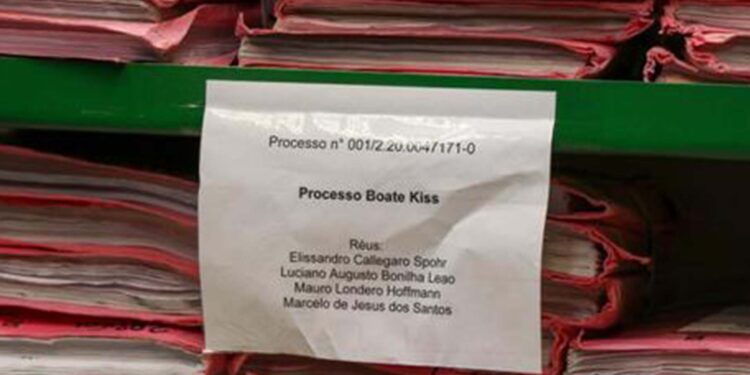 Processo n° 001/2.20.0047171-0
Processo Boate Kiss
Réus:
Elissandro Callegaro Spohr
Luciano Augusto Bonilha Leao
Mauro Londero Hoffmann
Marcelo de Jesus dos Santos